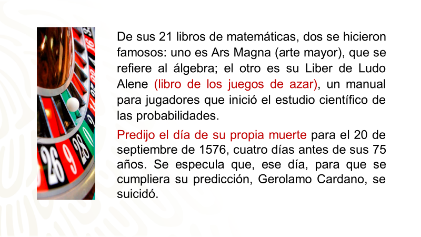 De sus 21 libros de matemáticas, dos se hicieron
famosos: uno es Ars Magna (arte mayor), que se
refiere al álgebra; el otro es su Liber de Ludo
Alene (libro de los juegos de azar), un manual
para jugadores que inició el estudio científico de
las probabilidades.
Predijo el día de su propia muerte para el 20 de
septiembre de 1576, cuatro días antes de sus 75
años. Se especula que, ese día, para que se
cumpliera su predicción, Gerolamo Cardano, se
suicidó.
26
9
28